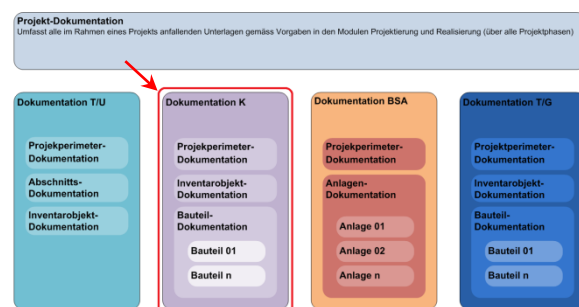 Projekt-Dokumentation
Umfasst alle im Rahmen eines Projekts anfallenden Unterlagen gemäss Vorgaben in den Modulen Projektierung und Realisierung (über alle Projektphasen)
Dokumentation T/U
Projekperimeter-
Dokumentation
Abschnitts-
Dokumentation
Inventarobjekt-
Dokumentation
Dokumentation K
Projekperimeter-
Dokumentation
Inventarobjekt-
Dokumentation
Bauteil-
Dokumentation
Bauteil 01
Bauteil n
Dokumentation BSA
Projekperimeter-
Dokumentation
Anlagen-
Dokumentation
Anlage 01
Anlage 02
Anlage n
Dokumentation T/G
Projektperimeter-
Dokumentation
Inventarobjekt-
Dokumentation
Bauteil-
Dokumentation
Bauteil 01
Bauteil n